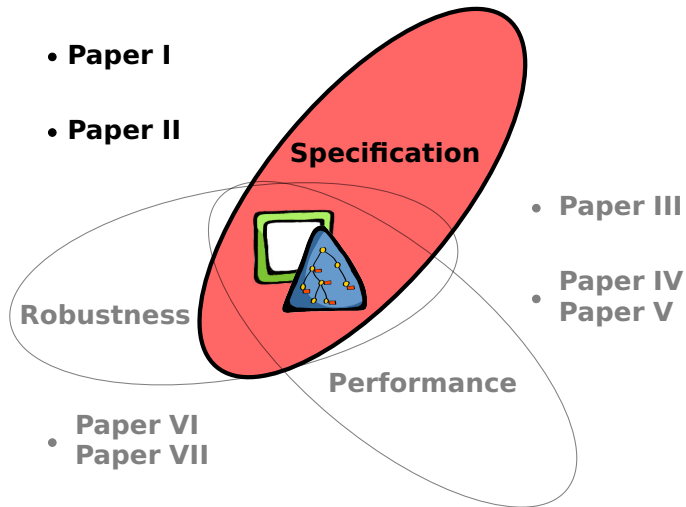 • Paper I
• Paper II
Specification
• Paper III
• Paper IV
Paper V
Robustness
Performance
• Paper VI
Paper VII